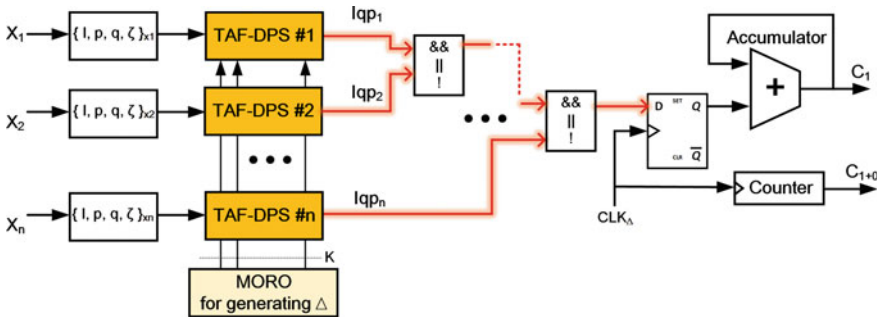 X1 { I, p, q, ζ }x1 TAF-DPS #1 Iqp1
&&
||
!
Accumulator
+
C1
X2 { I, p, q, ζ }x2 TAF-DPS #2 Iqp2
• • •
&&
||
!
D SET Q
CLK Q
• • •
Xn { I, p, q, ζ }xn TAF-DPS #n Iqpn
CLKΔ
Counter
C1+0
K
MORO
for generating Δ